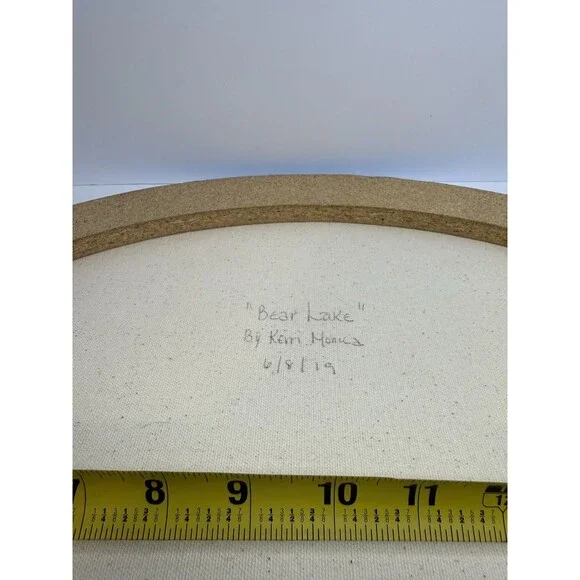 "Bear Lake"
By Kerri Monica
6/8/19
7 8 9 10 11 12